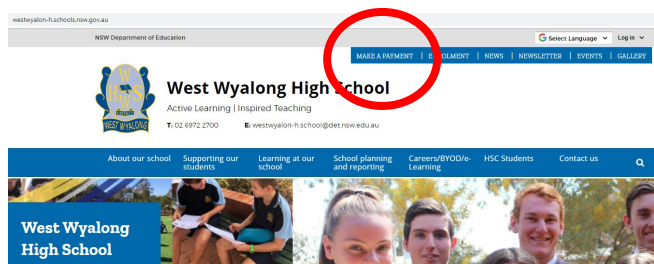 westwyalon-h.schools.nsw.gov.au
NSW Department of Education
Select Language
Log in
MAKE A PAYMENT | ENROLMENT | NEWS | NEWSLETTER | EVENTS | GALLERY
WEST WYALONG
West Wyalong High School
Active Learning | Inspired Teaching
T: 02 6972 2700 E: westwyalon-h.school@det.nsw.edu.au
About our school
Supporting our
students
Learning at our
school
School planning
and reporting
Careers/BYOD/e-
Learning
HSC Students
Contact us
West Wyalong
High School